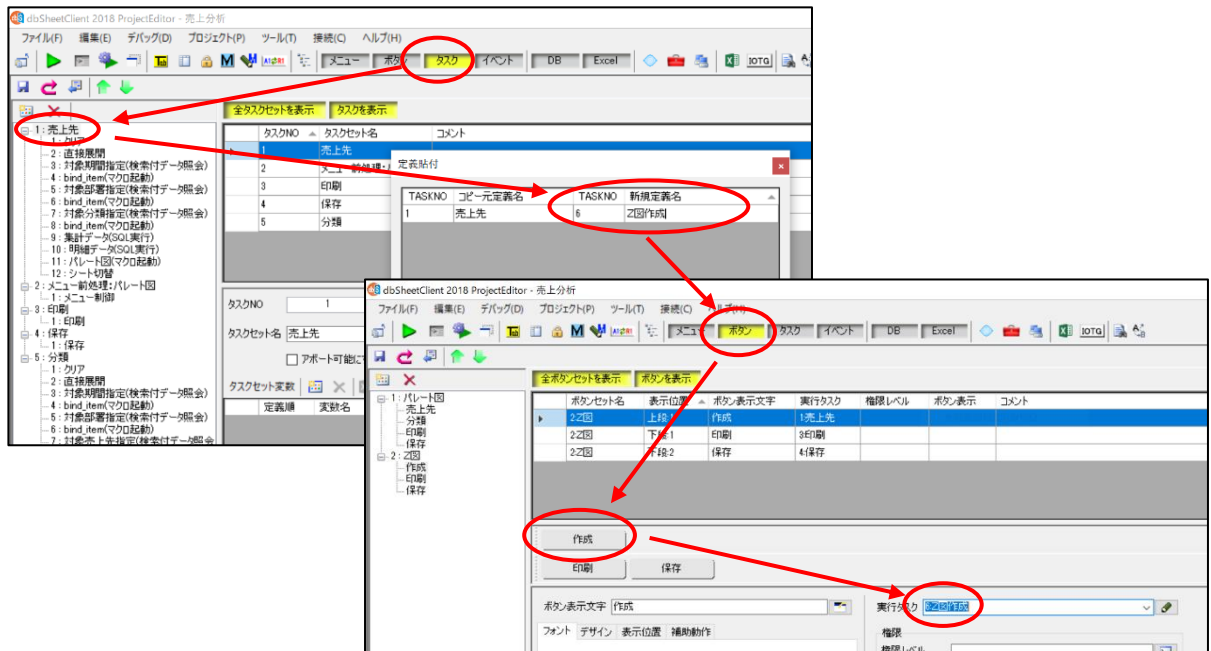 dbSheetClient 2018 ProjectEditor - 売上分析
ファイル(F) 編集(E) デバッグ(D) プロジェクト(P) ツール(T) 接続(C) ヘルプ(H)
メニュー ボタン タスク イベント DB Excel IOTG
全タスクセットを表示 タスクを表示
1 : 売上先
1 : クリア
2 : 直接展開
3 : 対象期間指定(検索付データ照会)
4 : bind_item(マクロ起動)
5 : 対象部署指定(検索付データ照会)
6 : bind_item(マクロ起動)
7 : 対象分類指定(検索付データ照会)
8 : bind_item(マクロ起動)
9 : 集計データ(SQL実行)
10 : 明細データ(SQL実行)
11 : パレート図(マクロ起動)
12 : シート切替
2 : メニュー前処理:パレート図
1 : メニュー制御
3 : 印刷
1 : 印刷
4 : 保存
1 : 保存
5 : 分類
1 : クリア
2 : 直接展開
3 : 対象期間指定(検索付データ照会)
4 : bind_item(マクロ起動)
5 : 対象部署指定(検索付データ照会)
6 : bind_item(マクロ起動)
7 : 対象売上先指定(検索付データ照会
タスクNO タスクセット名 コメント
1 売上先
2 メニュー前処理:
3 印刷
4 保存
5 分類
定義貼付
TASKNO コピー元定義名 TASKNO 新規定義名
1 売上先 6 Z図作成
タスクNO 1
タスクセット名 売上先
アボート可能に
タスクセット変数
定義順 変数名
dbSheetClient 2018 ProjectEditor - 売上分析
ファイル(F) 編集(E) デバッグ(D) プロジェクト(P) ツール(T) 接続(C) ヘルプ(H)
メニュー ボタン タスク イベント DB Excel IOTG
全ボタンセットを表示 ボタンを表示
1 : パレート図
売上先
分類
印刷
保存
2 : Z図
作成
印刷
保存
ボタンセット名 表示位置 ボタン表示文字 実行タスク 権限レベル ボタン表示 コメント
2:Z図 上段:1 作成 1:売上先
2:Z図 下段:1 印刷 3:印刷
2:Z図 下段:2 保存 4:保存
作成
印刷 保存
ボタン表示文字 作成
実行タスク 6:Z図作成
フォント デザイン 表示位置 補助動作
権限
権限レベル